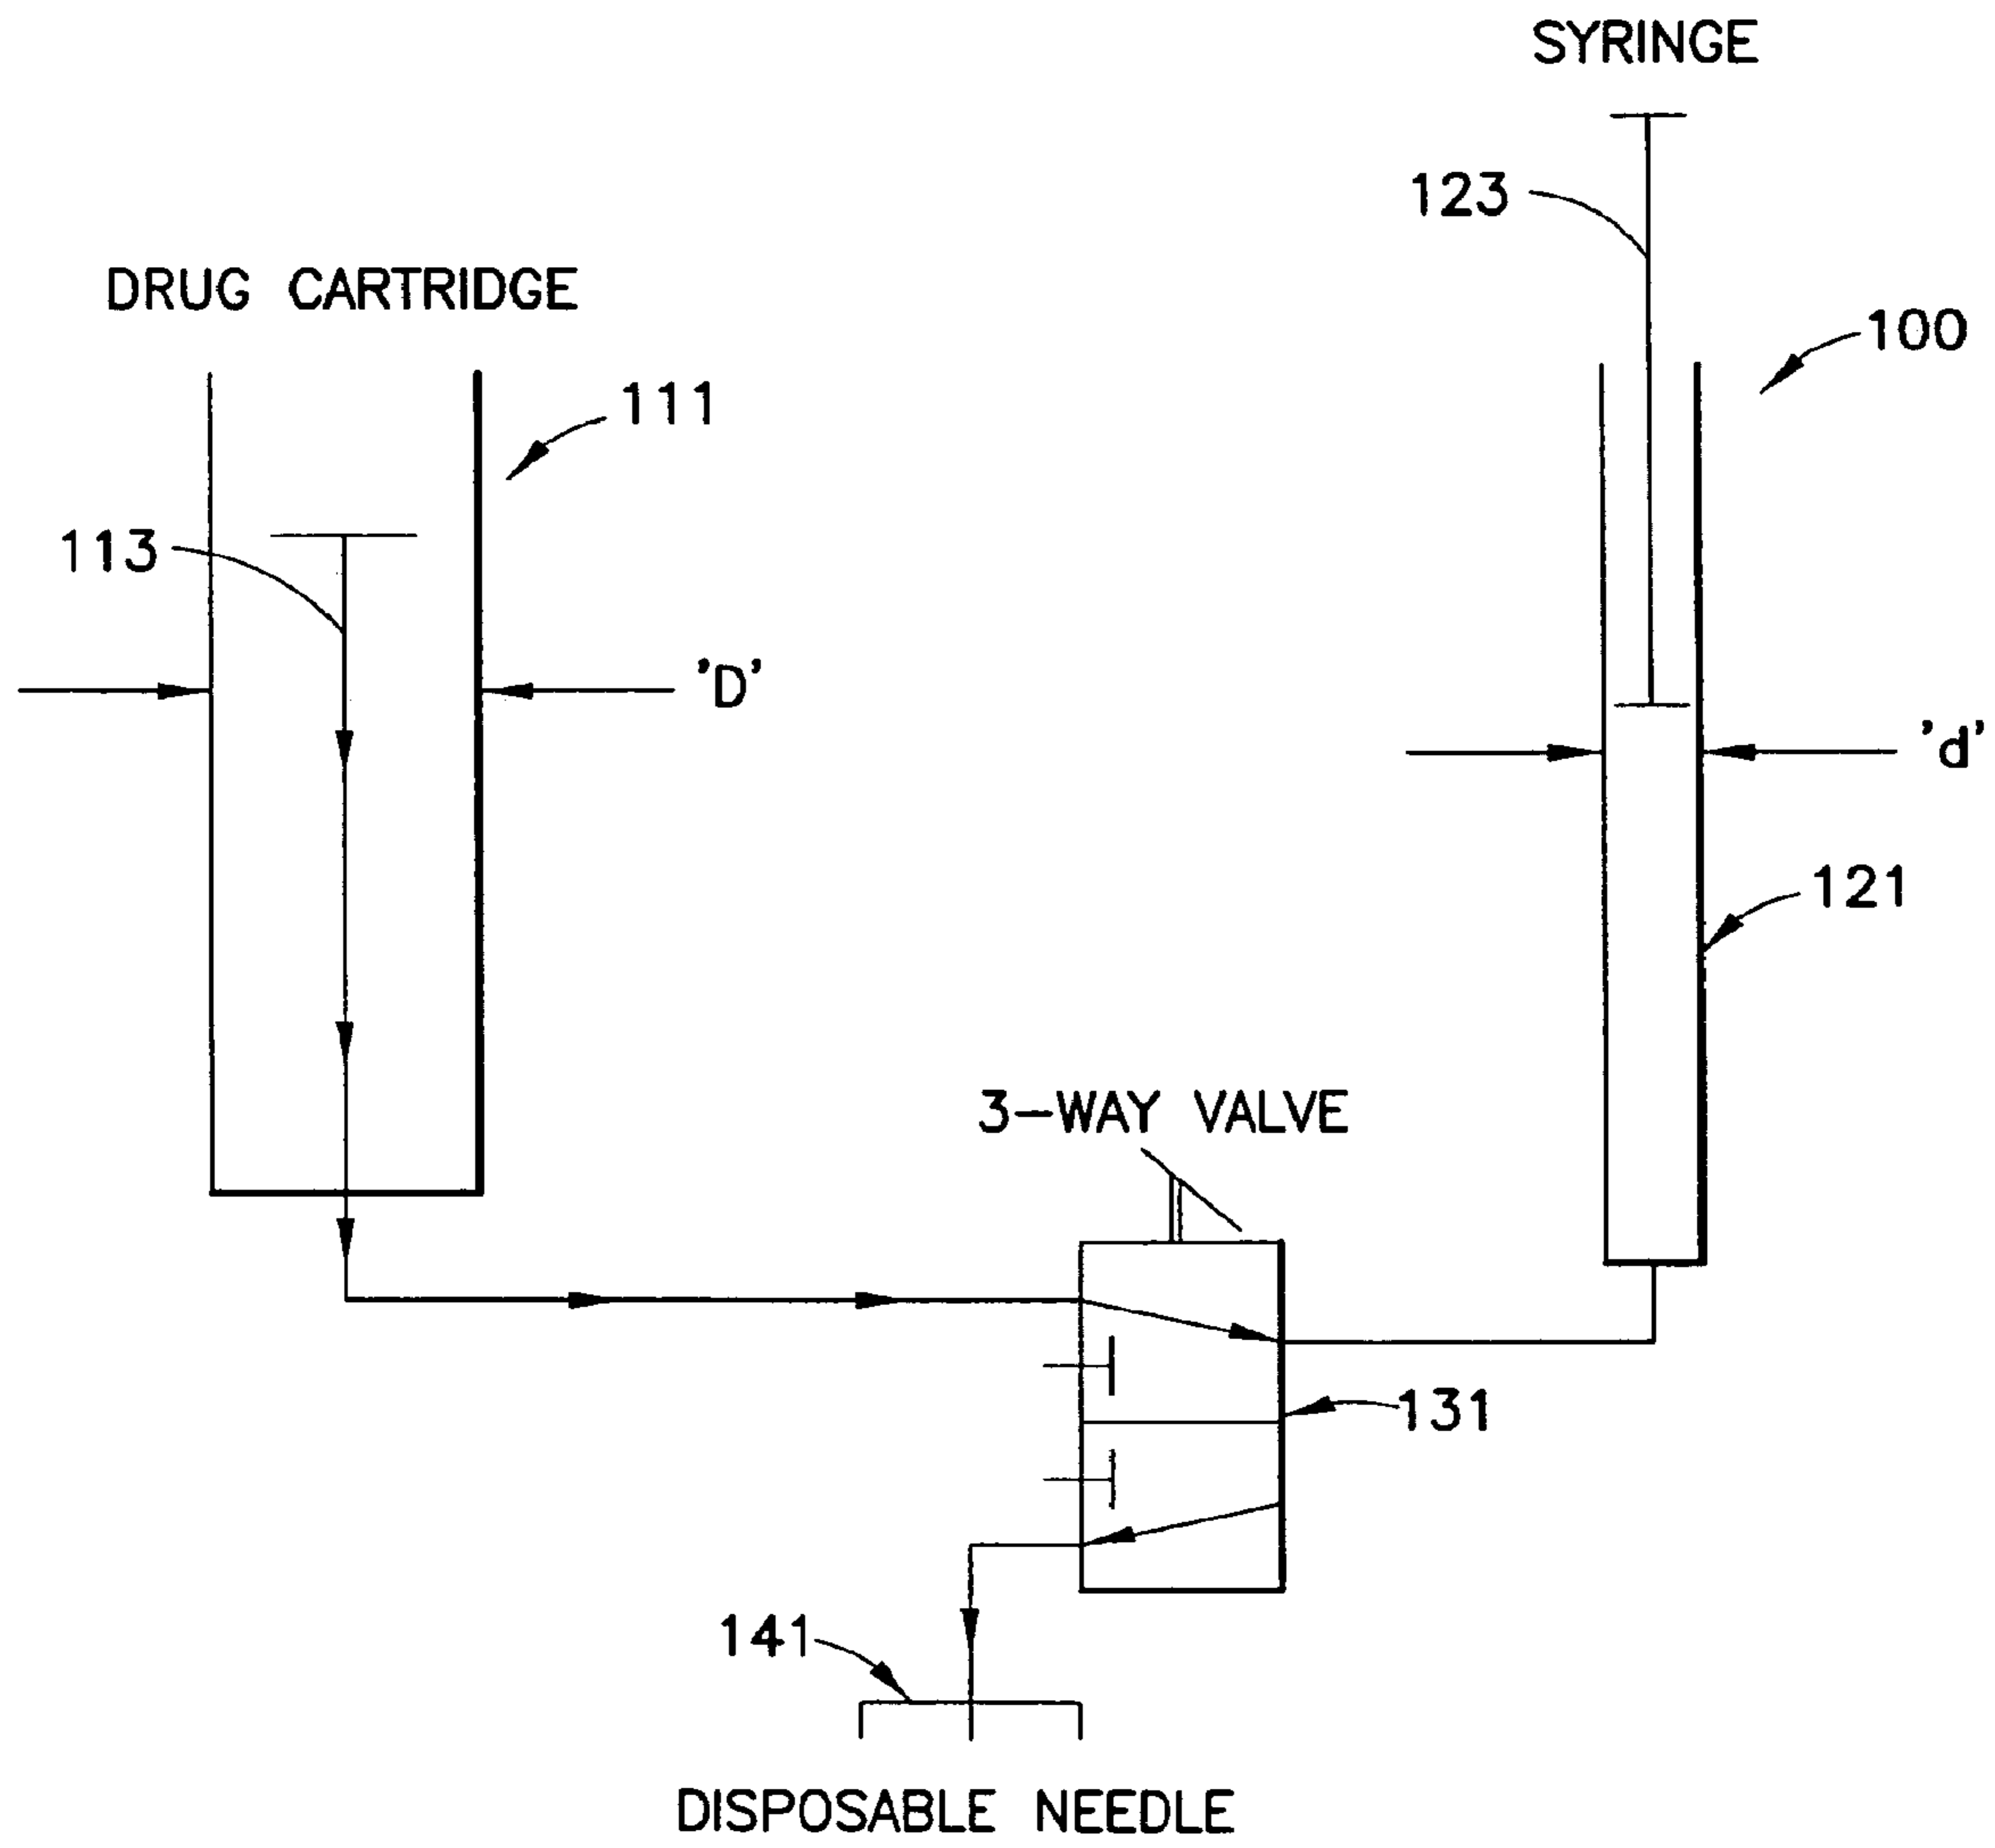 SYRINGE
123
DRUG CARTRIDGE
100
111
113
'D'
'd'
121
3-WAY VALVE
131
141
DISPOSABLE NEEDLE